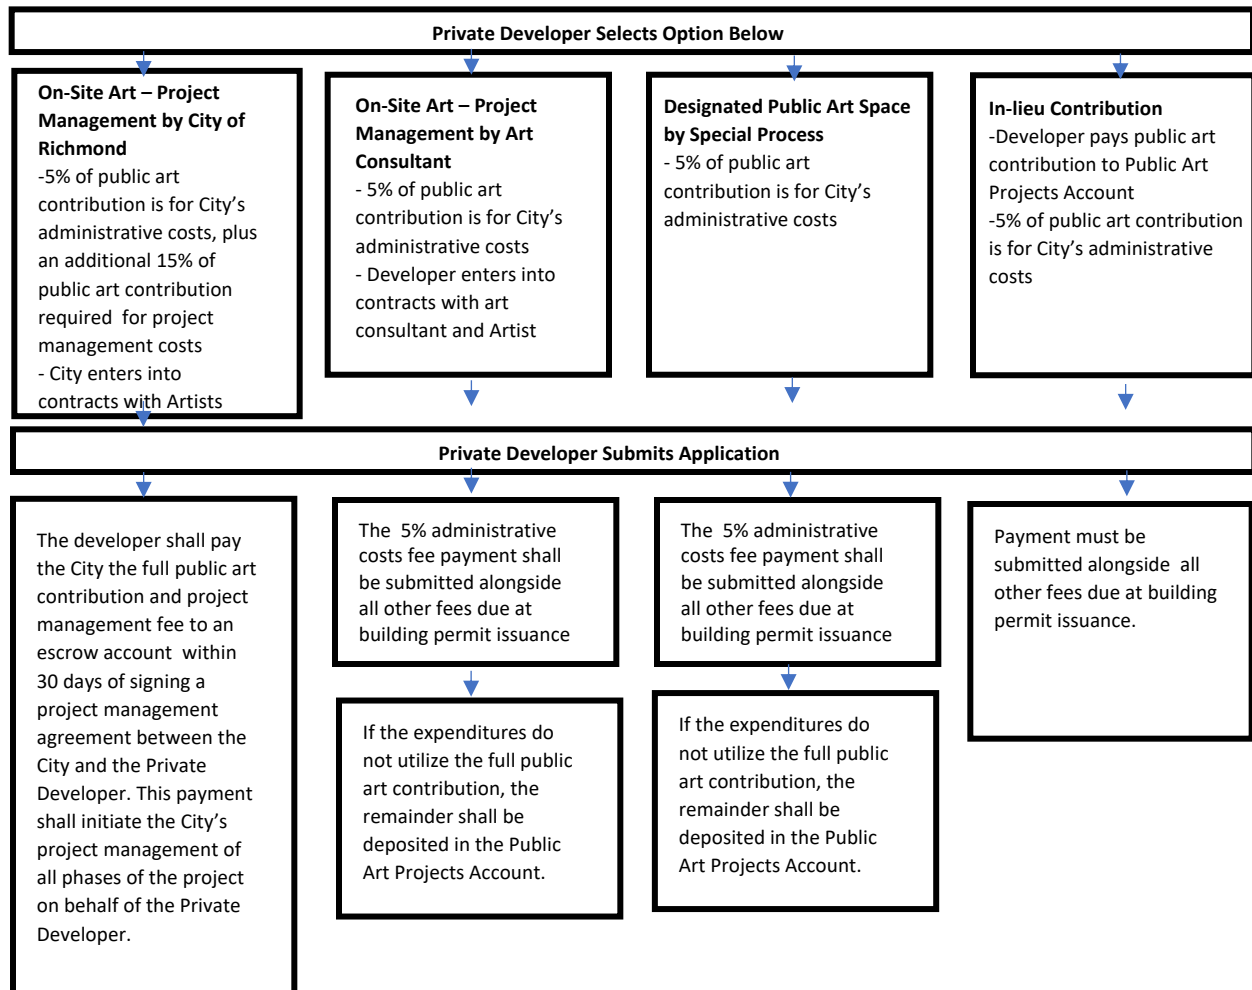 Private Developer Selects Option Below
On-Site Art – Project
Management by City of
Richmond
-5% of public art
contribution is for City’s
administrative costs, plus
an additional 15% of
public art contribution
required for project
management costs
- City enters into
contracts with Artists
On-Site Art – Project
Management by Art
Consultant
- 5% of public art
contribution is for City’s
administrative costs
- Developer enters into
contracts with art
consultant and Artist
Designated Public Art Space
by Special Process
- 5% of public art
contribution is for City’s
administrative costs
In-lieu Contribution
-Developer pays public art
contribution to Public Art
Projects Account
-5% of public art contribution
is for City’s administrative
costs
Private Developer Submits Application
The developer shall pay
the City the full public art
contribution and project
management fee to an
escrow account within
30 days of signing a
project management
agreement between the
City and the Private
Developer. This payment
shall initiate the City’s
project management of
all phases of the project
on behalf of the Private
Developer.
The 5% administrative
costs fee payment shall
be submitted alongside
all other fees due at
building permit issuance
If the expenditures do
not utilize the full public
art contribution, the
remainder shall be
deposited in the Public
Art Projects Account.
The 5% administrative
costs fee payment shall
be submitted alongside
all other fees due at
building permit issuance
If the expenditures do
not utilize the full public
art contribution, the
remainder shall be
deposited in the Public
Art Projects Account.
Payment must be
submitted alongside all
other fees due at building
permit issuance.